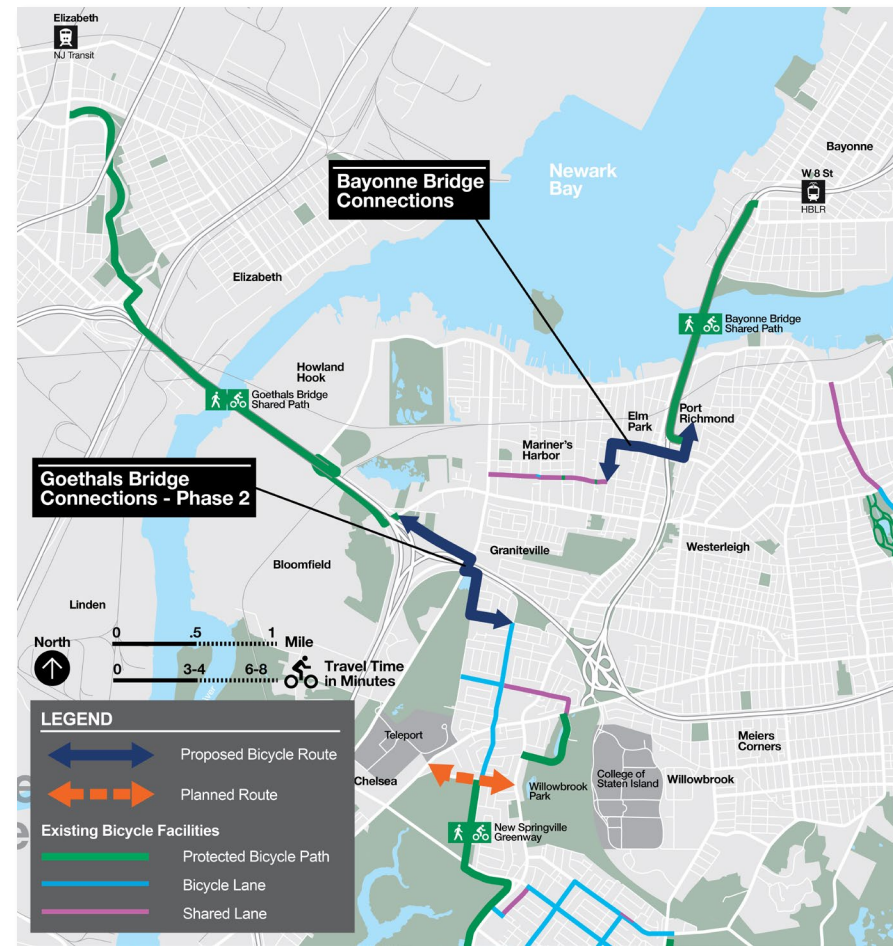 Elizabeth
NJ Transit
Bayonne
W 8 St
HBLR
Newark
Bay
Bayonne Bridge
Connections
Elizabeth
Bayonne Bridge
Shared Path
Howland
Hook
Goethals Bridge
Shared Path
Elm
Park
Port
Richmond
Mariner's
Harbor
Goethals Bridge
Connections - Phase 2
Graniteville
Westerleigh
Bloomfield
Linden
North
0 .5 1 Mile
0 3-4 6-8 Travel Time
in Minutes
LEGEND
Proposed Bicycle Route
Planned Route
Existing Bicycle Facilities
Protected Bicycle Path
Bicycle Lane
Shared Lane
Teleport
Chelsea
Meiers
Corners
Willowbrook
Park
College of
Staten Island
Willowbrook
New Springville
Greenway